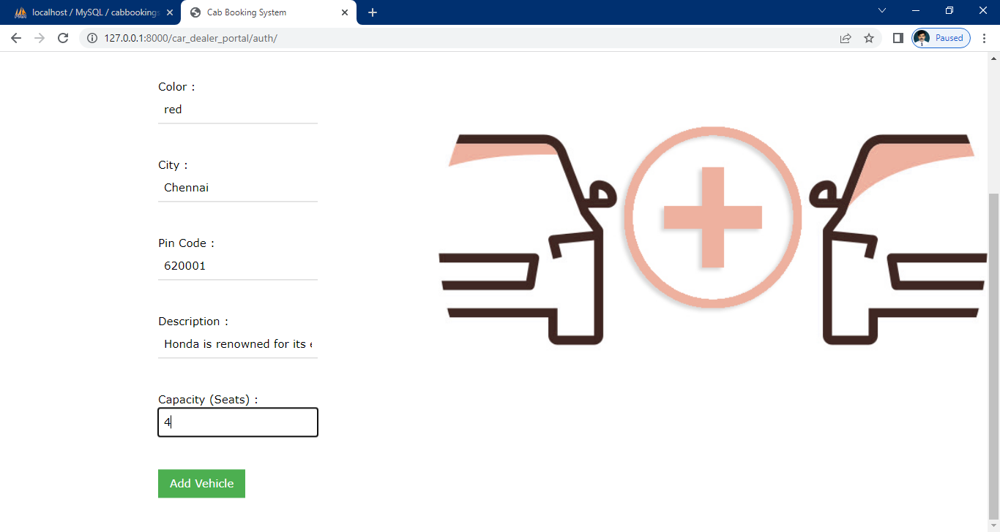 localhost / MySQL / cabbookings
Cab Booking System
127.0.0.1:8000/car_dealer_portal/auth/
Paused
Color :
red
City :
Chennai
Pin Code :
620001
Description :
Honda is renowned for its
Capacity (Seats) :
4
Add Vehicle